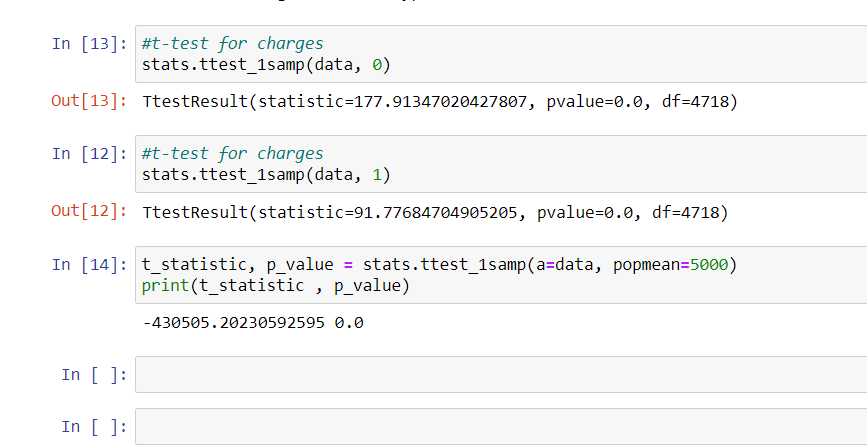 In [13]: #t-test for charges
stats.ttest_1samp(data, 0)
Out[13]: TtestResult(statistic=177.91347020427807, pvalue=0.0, df=4718)
In [12]: #t-test for charges
stats.ttest_1samp(data, 1)
Out[12]: TtestResult(statistic=91.77684704905205, pvalue=0.0, df=4718)
In [14]: t_statistic, p_value = stats.ttest_1samp(a=data, popmean=5000)
print(t_statistic , p_value)
-430505.20230592595 0.0
In [ ]:
In [ ]: